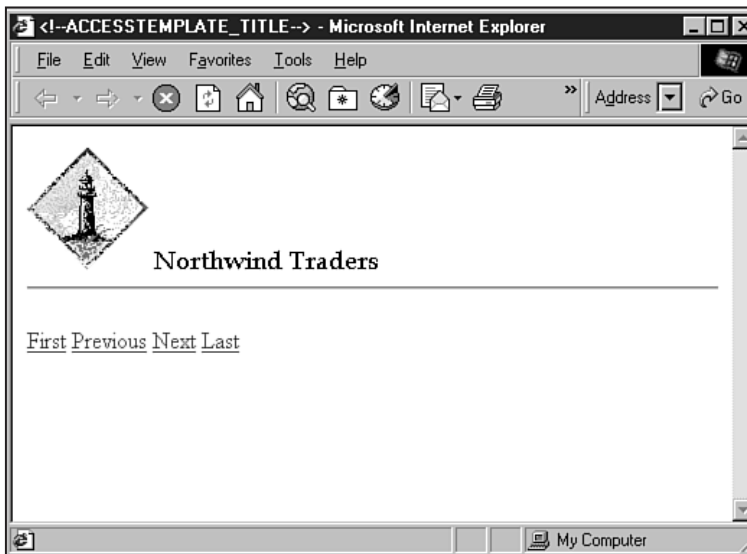 <!--ACCESSTEMPLATE_TITLE--> - Microsoft Internet Explorer
File Edit View Favorites Tools Help
» Address Go
Northwind Traders
First Previous Next Last
My Computer